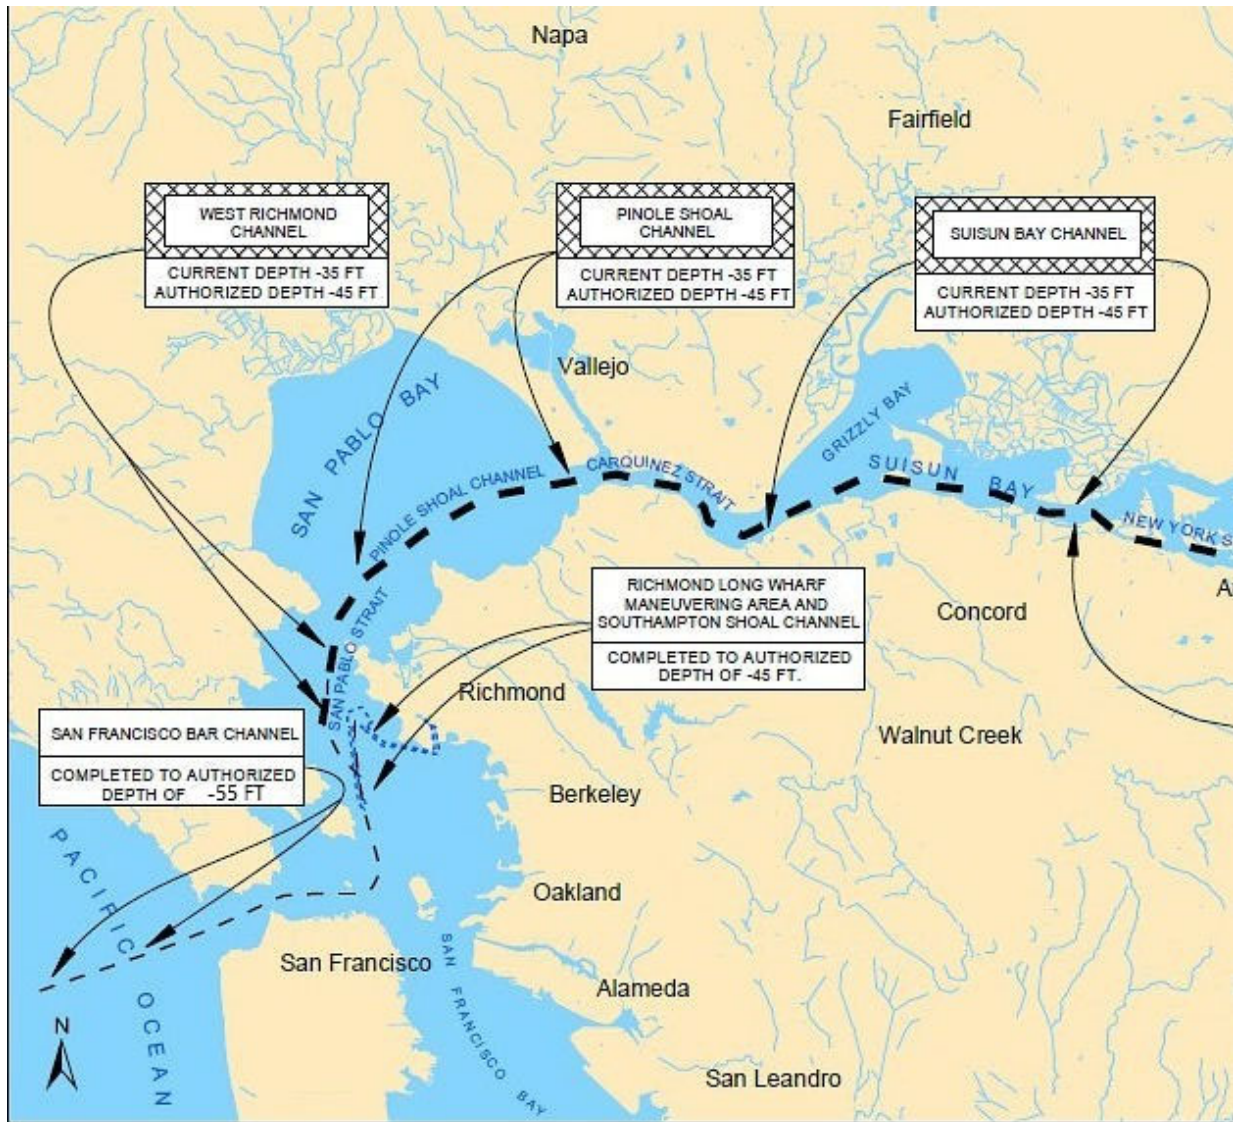 Napa
Fairfield
WEST RICHMOND
CHANNEL
CURRENT DEPTH -35 FT
AUTHORIZED DEPTH -45 FT
PINOLE SHOAL
CHANNEL
CURRENT DEPTH -35 FT
AUTHORIZED DEPTH -45 FT
SUISUN BAY CHANNEL
CURRENT DEPTH -35 FT
AUTHORIZED DEPTH -45 FT
Vallejo
SAN PABLO BAY
GRIZZLY BAY
PINOLE SHOAL CHANNEL
CARQUINEZ STRAIT
SUISUN BAY
NEW YORK S
A
RICHMOND LONG WHARF
MANEUVERING AREA AND
SOUTHAMPTON SHOAL CHANNEL
COMPLETED TO AUTHORIZED
DEPTH OF -45 FT.
Concord
SAN PABLO STRAIT
Richmond
SAN FRANCISCO BAR CHANNEL
COMPLETED TO AUTHORIZED
DEPTH OF -55 FT
Walnut Creek
Berkeley
PACIFIC OCEAN
Oakland
San Francisco
SAN FRANCISCO BAY
Alameda
N
San Leandro